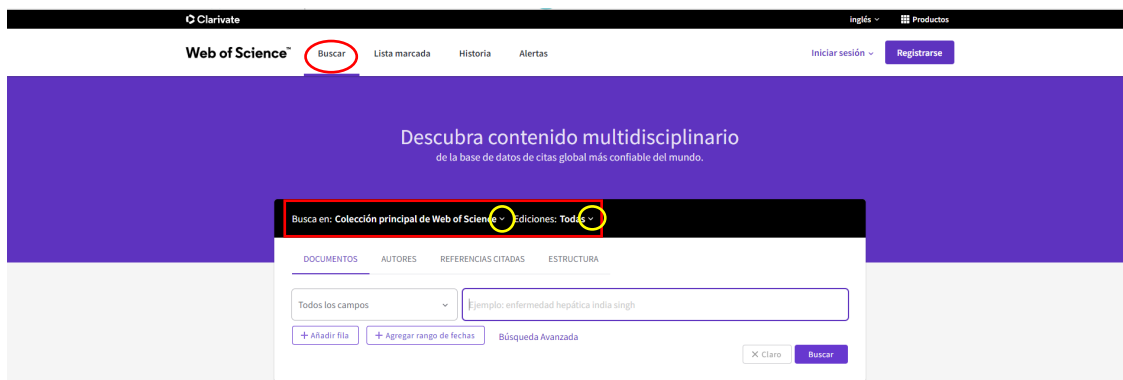 Clarivate
inglés
Productos
Web of Science™
Buscar
Lista marcada
Historia
Alertas
Iniciar sesión
Registrarse
Descubra contenido multidisciplinario
de la base de datos de citas global más confiable del mundo.
Busca en: Colección principal de Web of Science Ediciones: Todas
DOCUMENTOS
AUTORES
REFERENCIAS CITADAS
ESTRUCTURA
Todos los campos
Ejemplo: enfermedad hepática india singh
+ Añadir fila
+ Agregar rango de fechas
Búsqueda Avanzada
× Claro
Buscar